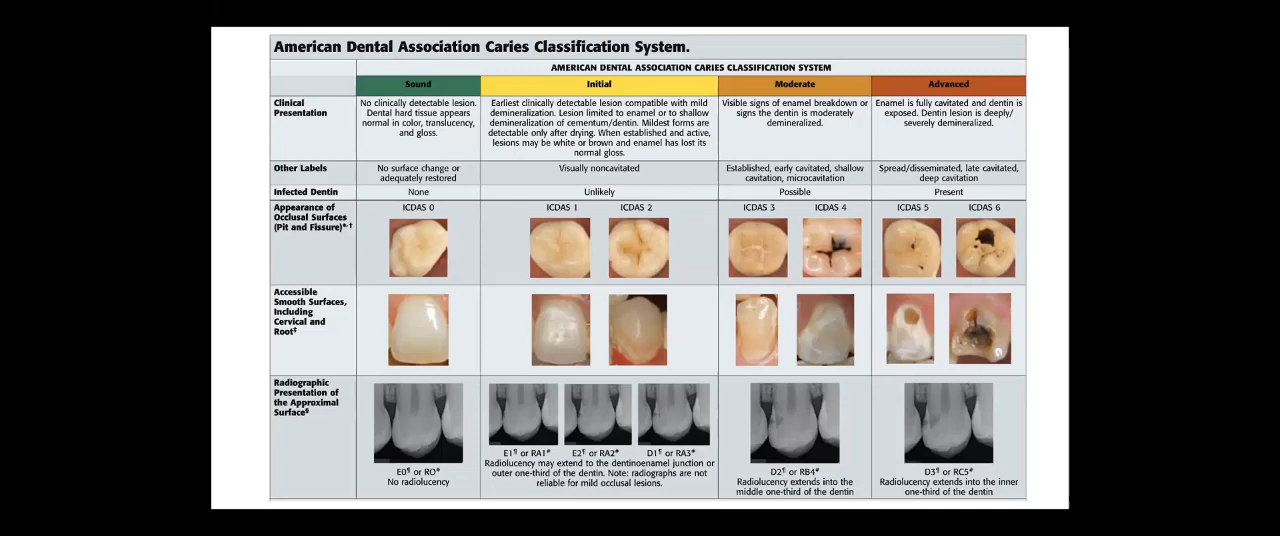 American Dental Association Caries Classification System.
AMERICAN DENTAL ASSOCIATION CARIES CLASSIFICATION SYSTEM
Sound
Initial
Moderate
Advanced
Clinical
Presentation
No clinically detectable lesion.
Dental hard tissue appears
normal in color, translucency,
and gloss.
Earliest clinically detectable lesion compatible with mild
demineralization. Lesion limited to enamel or to shallow
demineralization of cementum/dentin. Mildest forms are
detectable only after drying. When established and active,
lesions may be white or brown and enamel has lost its
normal gloss.
Visible signs of enamel breakdown or
signs the dentin is moderately
demineralized.
Enamel is fully cavitated and dentin is
exposed. Dentin lesion is deeply/
severely demineralized.
Other Labels
No surface change or
adequately restored
Visually noncavitated
Established, early cavitated, shallow
cavitation, microcavitation
Spread/disseminated, late cavitated,
deep cavitation
Infected Dentin
None
Unlikely
Possible
Present
Appearance of
Occlusal Surfaces
(Pit and Fissure)*,†
ICDAS 0
ICDAS 1
ICDAS 2
ICDAS 3
ICDAS 4
ICDAS 5
ICDAS 6
Accessible
Smooth Surfaces,
Including
Cervical and
Root‡
Radiographic
Presentation of
the Approximal
Surface§
E0¶ or R0#
No radiolucency
E1¶ or RA1#
E2¶ or RA2#
D1¶ or RA3#
Radiolucency may extend to the dentinoenamel junction or
outer one-third of the dentin. Note: radiographs are not
reliable for mild occlusal lesions.
D2¶ or RB4#
Radiolucency extends into the
middle one-third of the dentin
D3¶ or RC5#
Radiolucency extends into the inner
one-third of the dentin